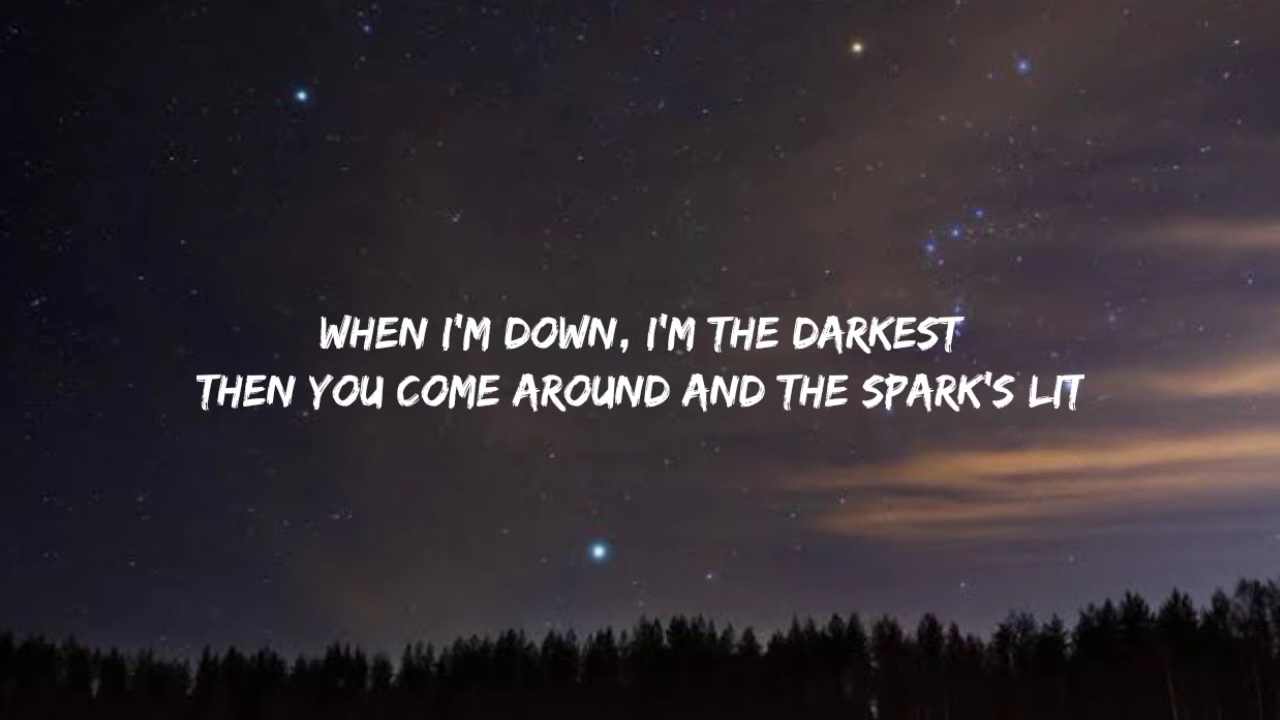 WHEN I'M DOWN, I'M THE DARKEST
THEN YOU COME AROUND AND THE SPARK'S LIT